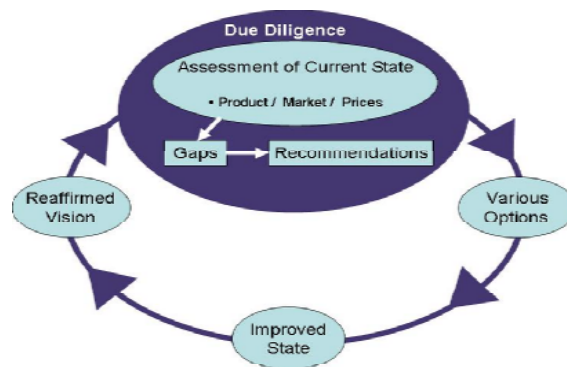 Due Diligence
Assessment of Current State
• Product / Market / Prices
Gaps
Recommendations
Reaffirmed
Vision
Various
Options
Improved
State